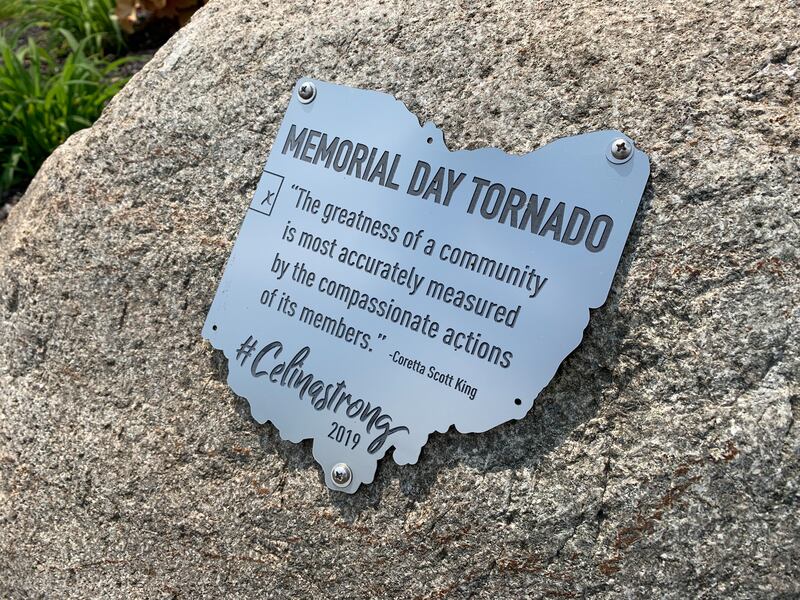 MEMORIAL DAY TORNADO
X
“The greatness of a community
is most accurately measured
by the compassionate actions
of its members.” -Coretta Scott King
#Celinastrong
2019